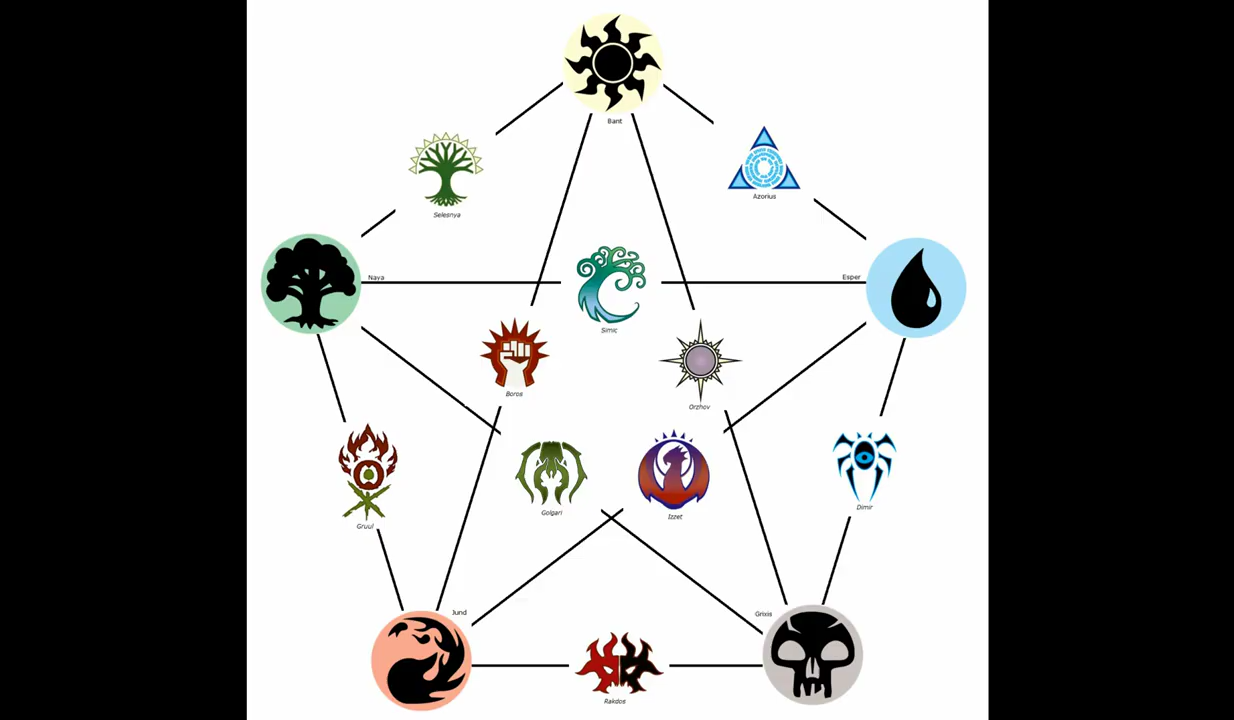 Bant
Selesnya
Azorius
Naya
Esper
Simic
Boros
Orzhov
Golgari
Izzet
Dimir
Gruul
Jund
Grixis
Rakdos